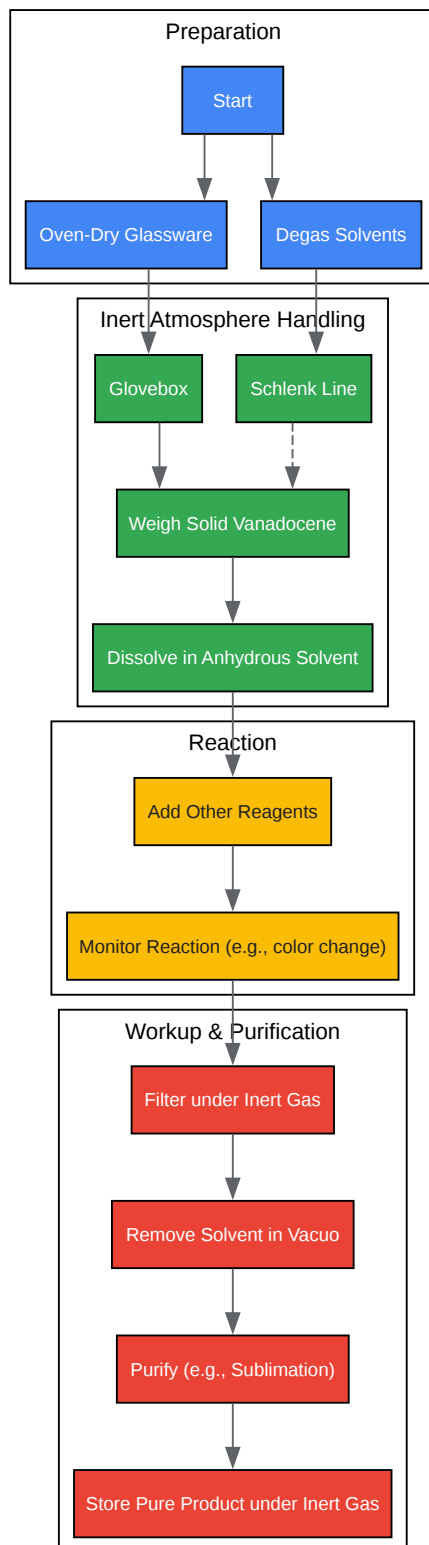 Preparation
Start
Oven-Dry Glassware
Degas Solvents
Inert Atmosphere Handling
Glovebox
Schlenk Line
Weigh Solid Vanadocene
Dissolve in Anhydrous Solvent
Reaction
Add Other Reagents
Monitor Reaction (e.g., color change)
Workup & Purification
Filter under Inert Gas
Remove Solvent in Vacuo
Purify (e.g., Sublimation)
Store Pure Product under Inert Gas